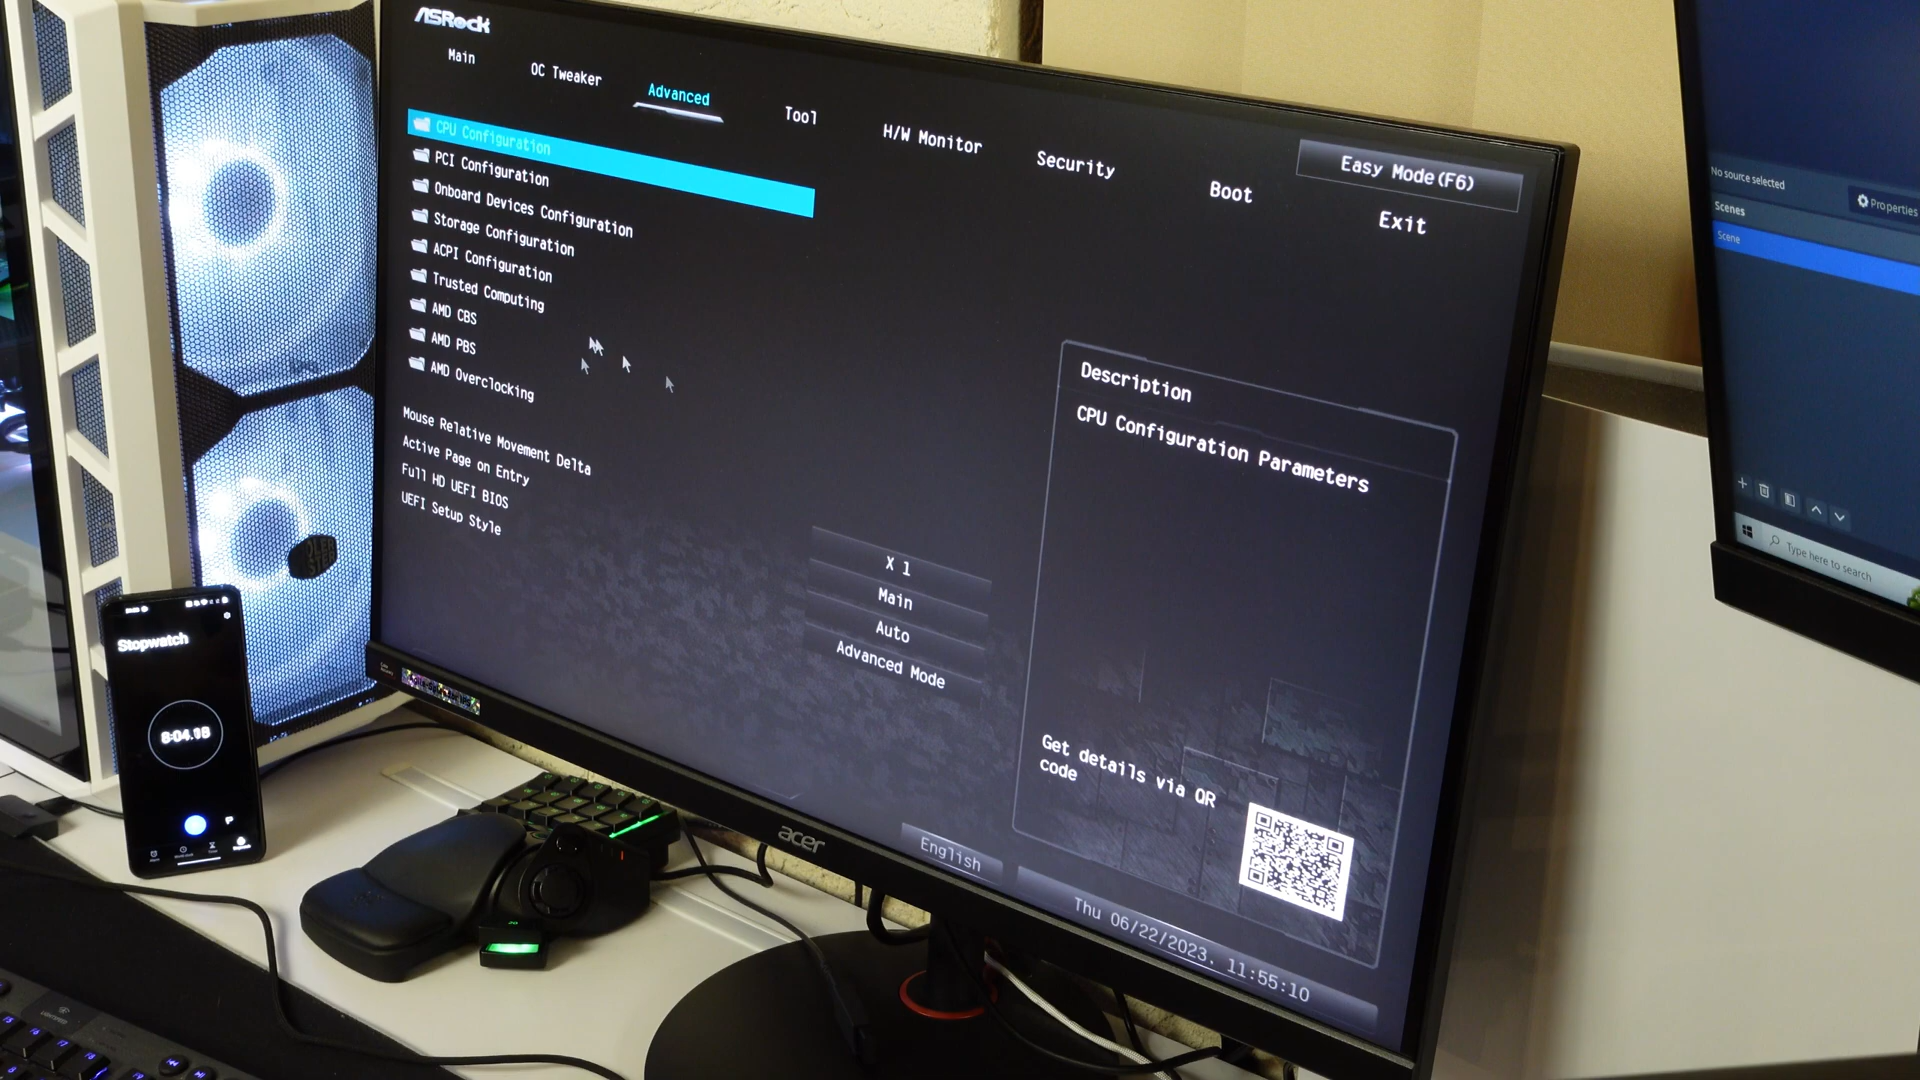 ASRock
Main
OC Tweaker
Advanced
Tool
H/W Monitor
Security
Boot
Exit
Easy Mode(F6)
CPU Configuration
PCI Configuration
Onboard Devices Configuration
Storage Configuration
ACPI Configuration
Trusted Computing
AMD CBS
AMD PBS
AMD Overclocking
Mouse Relative Movement Delta
Active Page on Entry
Full HD UEFI BIOS
UEFI Setup Style
X 1
Main
Auto
Advanced Mode
Description
CPU Configuration Parameters
Get details via QR
code
English
Thu 06/22/2023. 11:55:10
acer
Stopwatch
No source selected
Properties
Scenes
Scene
Type here to search